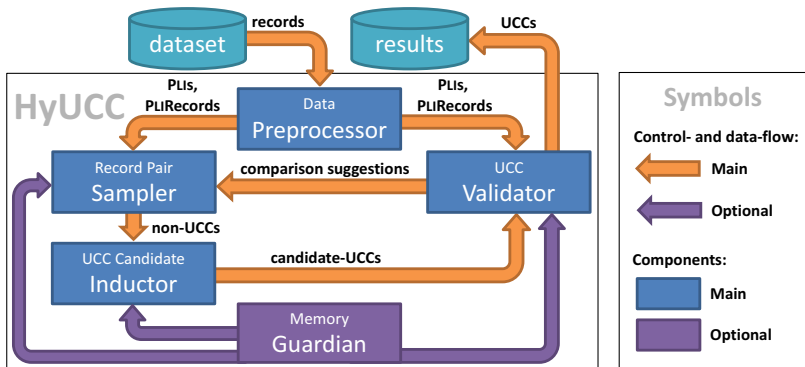 records
UCCs
dataset
results
HyUCC
PLIs,
PLIRecords
Data
Preprocessor
PLIs,
PLIRecords
Record Pair
Sampler
comparison suggestions
UCC
Validator
non-UCCs
UCC Candidate
Inductor
candidate-UCCs
Memory
Guardian
Symbols
Control- and data-flow:
Main
Optional
Components:
Main
Optional